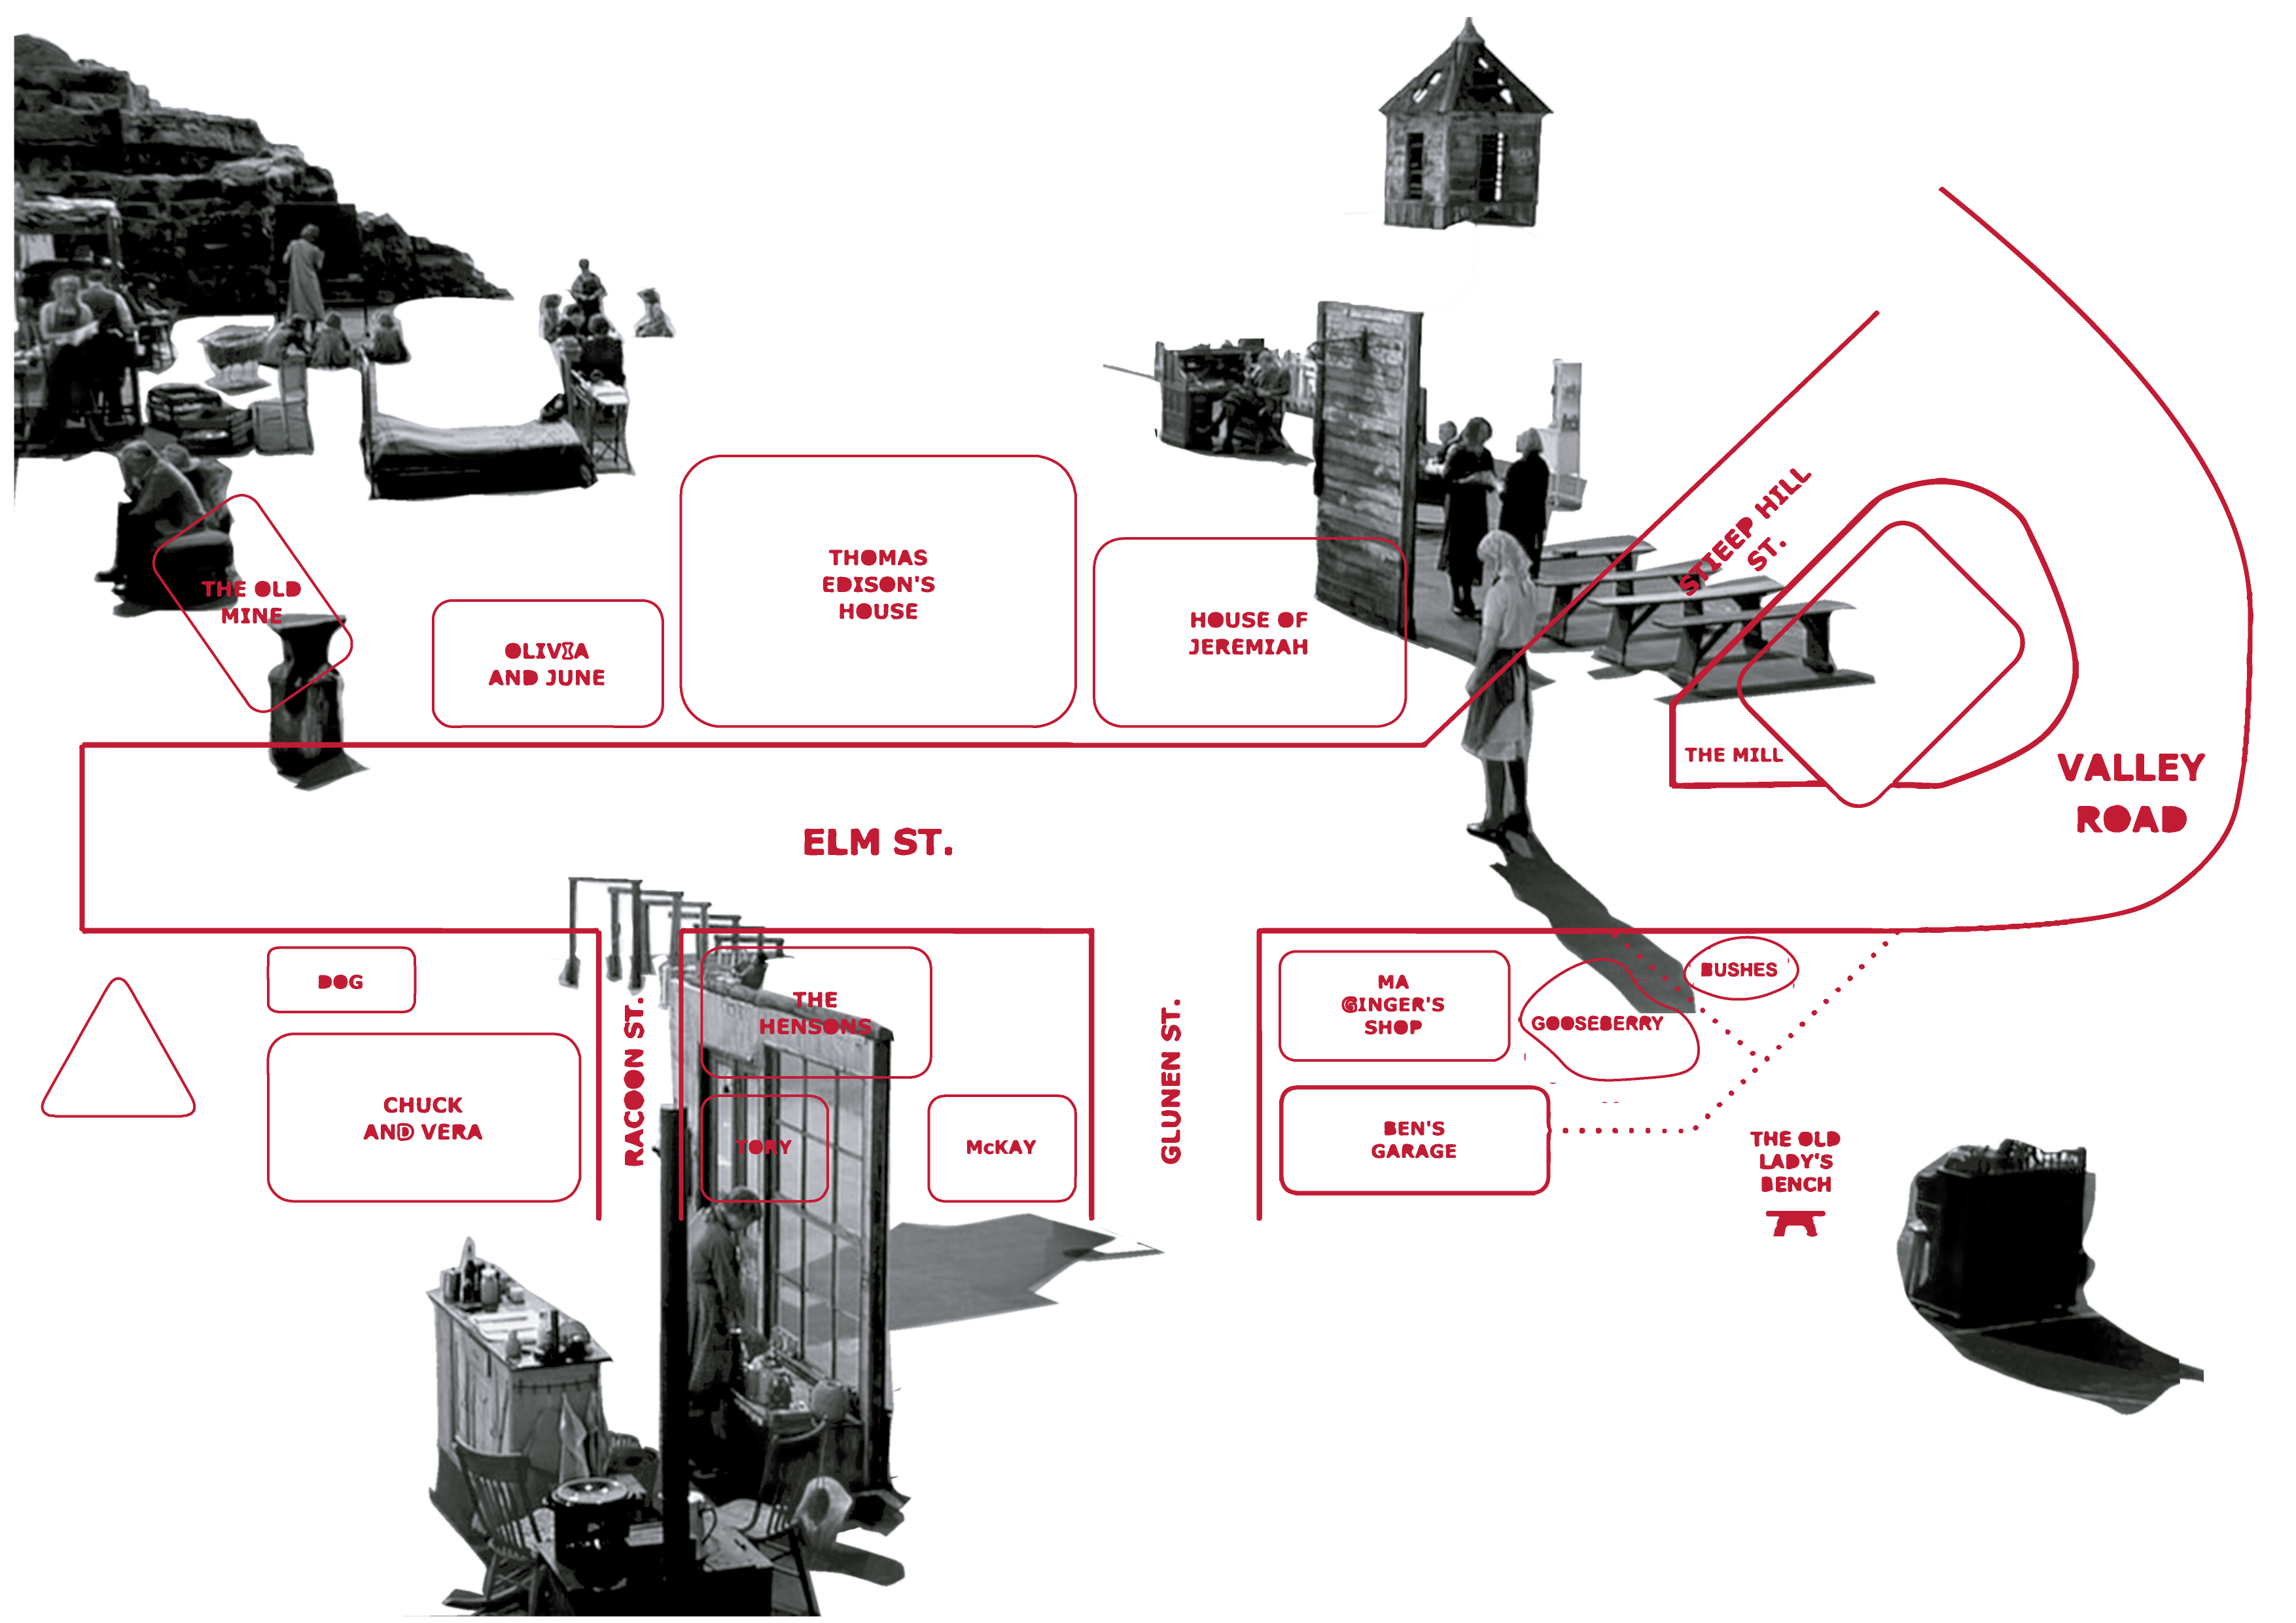 THE OLD
MINE
OLIVIA
AND JUNE
THOMAS
EDISON'S
HOUSE
HOUSE OF
JEREMIAH
STEEP HILL
ST.
THE MILL
VALLEY
ROAD
ELM ST.
DOG
CHUCK
AND VERA
RACOON ST.
THE
HENSONS
TORY
McKAY
GLUNEN ST.
MA
GINGER'S
SHOP
GOOSEBERRY
BUSHES
BEN'S
GARAGE
THE OLD
LADY'S
BENCH